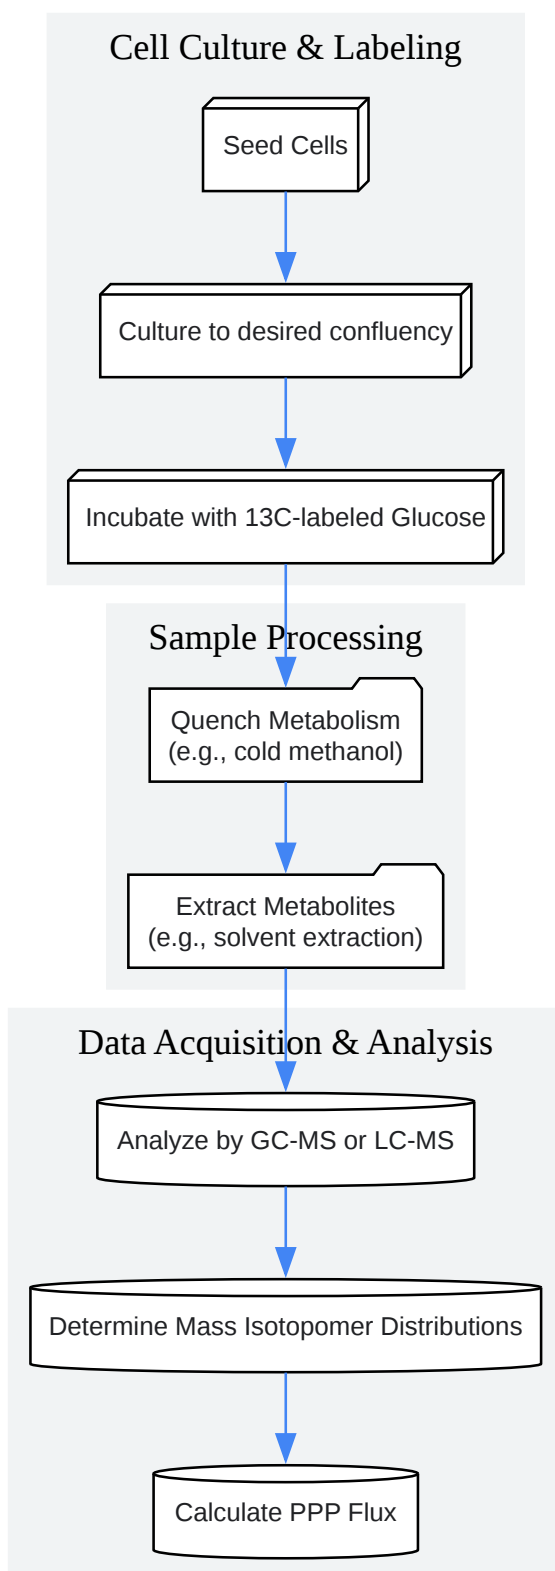 Cell Culture & Labeling
Seed Cells
Culture to desired confluency
Incubate with 13C-labeled Glucose
Sample Processing
Quench Metabolism
(e.g., cold methanol)
Extract Metabolites
(e.g., solvent extraction)
Data Acquisition & Analysis
Analyze by GC-MS or LC-MS
Determine Mass Isotopomer Distributions
Calculate PPP Flux